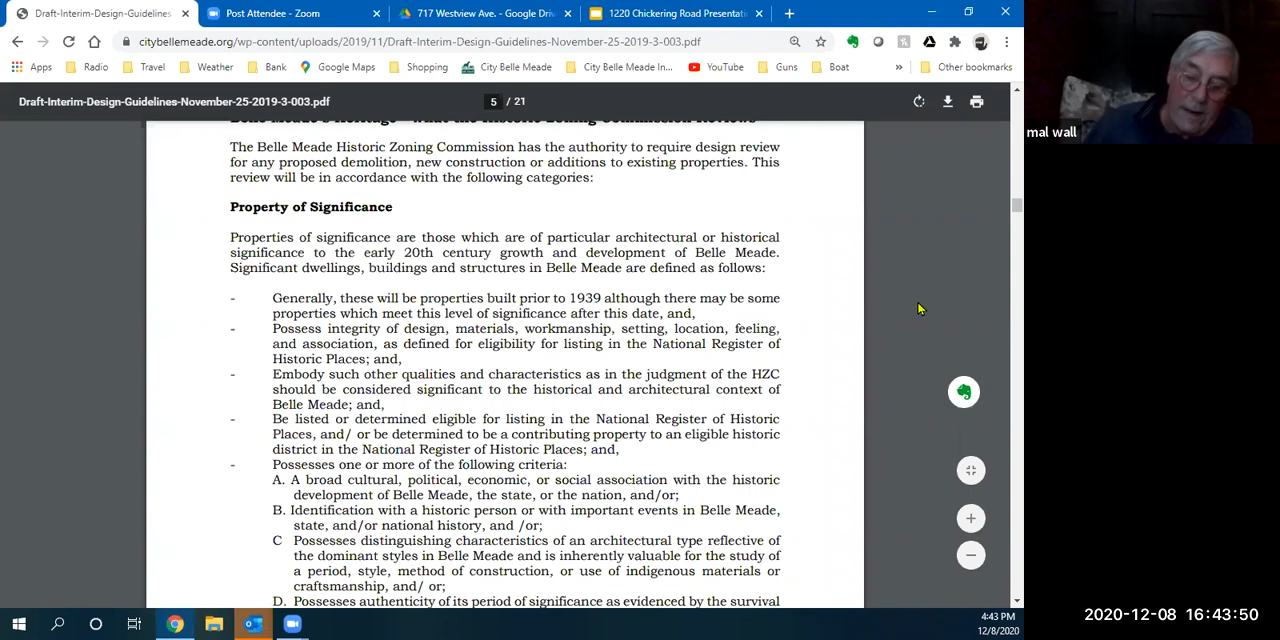 Draft-Interim-Design-Guidelines
Post Attendee - Zoom
717 Westview Ave. - Google Driv
1220 Chickering Road Presentatio
citybellemeade.org/wp-content/uploads/2019/11/Draft-Interim-Design-Guidelines-November-25-2019-3-003.pdf
Apps
Radio
Travel
Weather
Bank
Google Maps
Shopping
City Belle Meade
City Belle Meade In...
YouTube
Guns
Boat
»
Other bookmarks
Draft-Interim-Design-Guidelines-November-25-2019-3-003.pdf
5 / 21
mal wall
Belle Meade's Heritage - what the Historic Zoning Commission Reviews
The Belle Meade Historic Zoning Commission has the authority to require design review
for any proposed demolition, new construction or additions to existing properties. This
review will be in accordance with the following categories:
Property of Significance
Properties of significance are those which are of particular architectural or historical
significance to the early 20th century growth and development of Belle Meade.
Significant dwellings, buildings and structures in Belle Meade are defined as follows:
- Generally, these will be properties built prior to 1939 although there may be some
properties which meet this level of significance after this date, and,
- Possess integrity of design, materials, workmanship, setting, location, feeling,
and association, as defined for eligibility for listing in the National Register of
Historic Places; and,
- Embody such other qualities and characteristics as in the judgment of the HZC
should be considered significant to the historical and architectural context of
Belle Meade; and,
- Be listed or determined eligible for listing in the National Register of Historic
Places, and/ or be determined to be a contributing property to an eligible historic
district in the National Register of Historic Places; and,
- Possesses one or more of the following criteria:
A. A broad cultural, political, economic, or social association with the historic
development of Belle Meade, the state, or the nation, and/or;
B. Identification with a historic person or with important events in Belle Meade,
state, and/or national history, and /or;
C Possesses distinguishing characteristics of an architectural type reflective of
the dominant styles in Belle Meade and is inherently valuable for the study of
a period, style, method of construction, or use of indigenous materials or
craftsmanship, and/ or;
D. Possesses authenticity of its period of significance as evidenced by the survival
4:43 PM
12/8/2020
2020-12-08 16:43:50